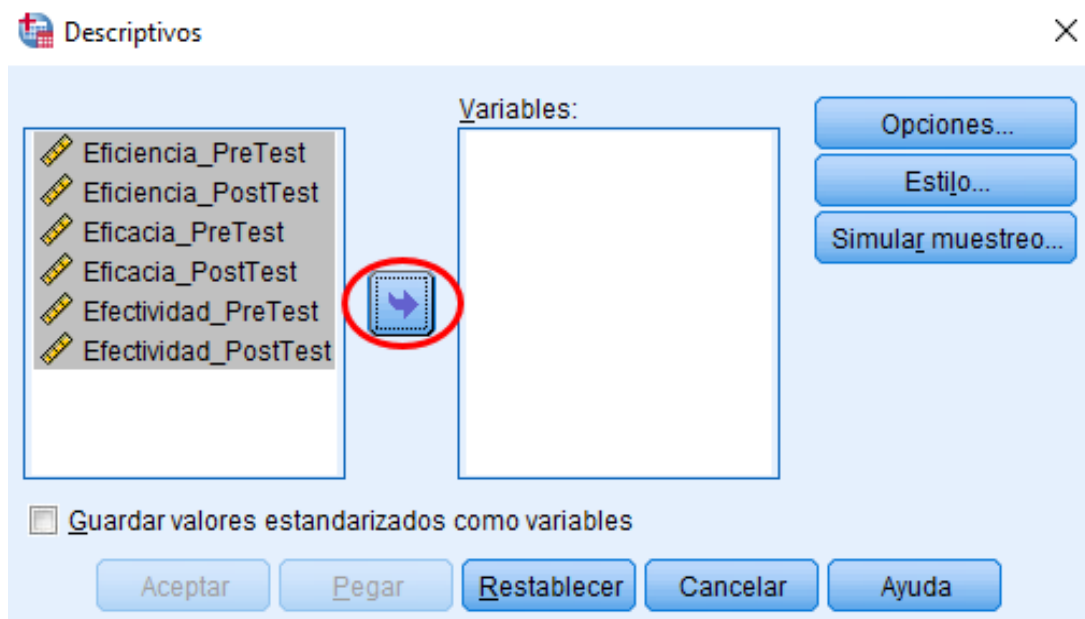 Descriptivos
Variables:
Eficiencia_PreTest
Eficiencia_PostTest
Eficacia_PreTest
Eficacia_PostTest
Efectividad_PreTest
Efectividad_PostTest
Opciones...
Estilo...
Simular muestreo...
Guardar valores estandarizados como variables
Aceptar Pegar Restablecer Cancelar Ayuda